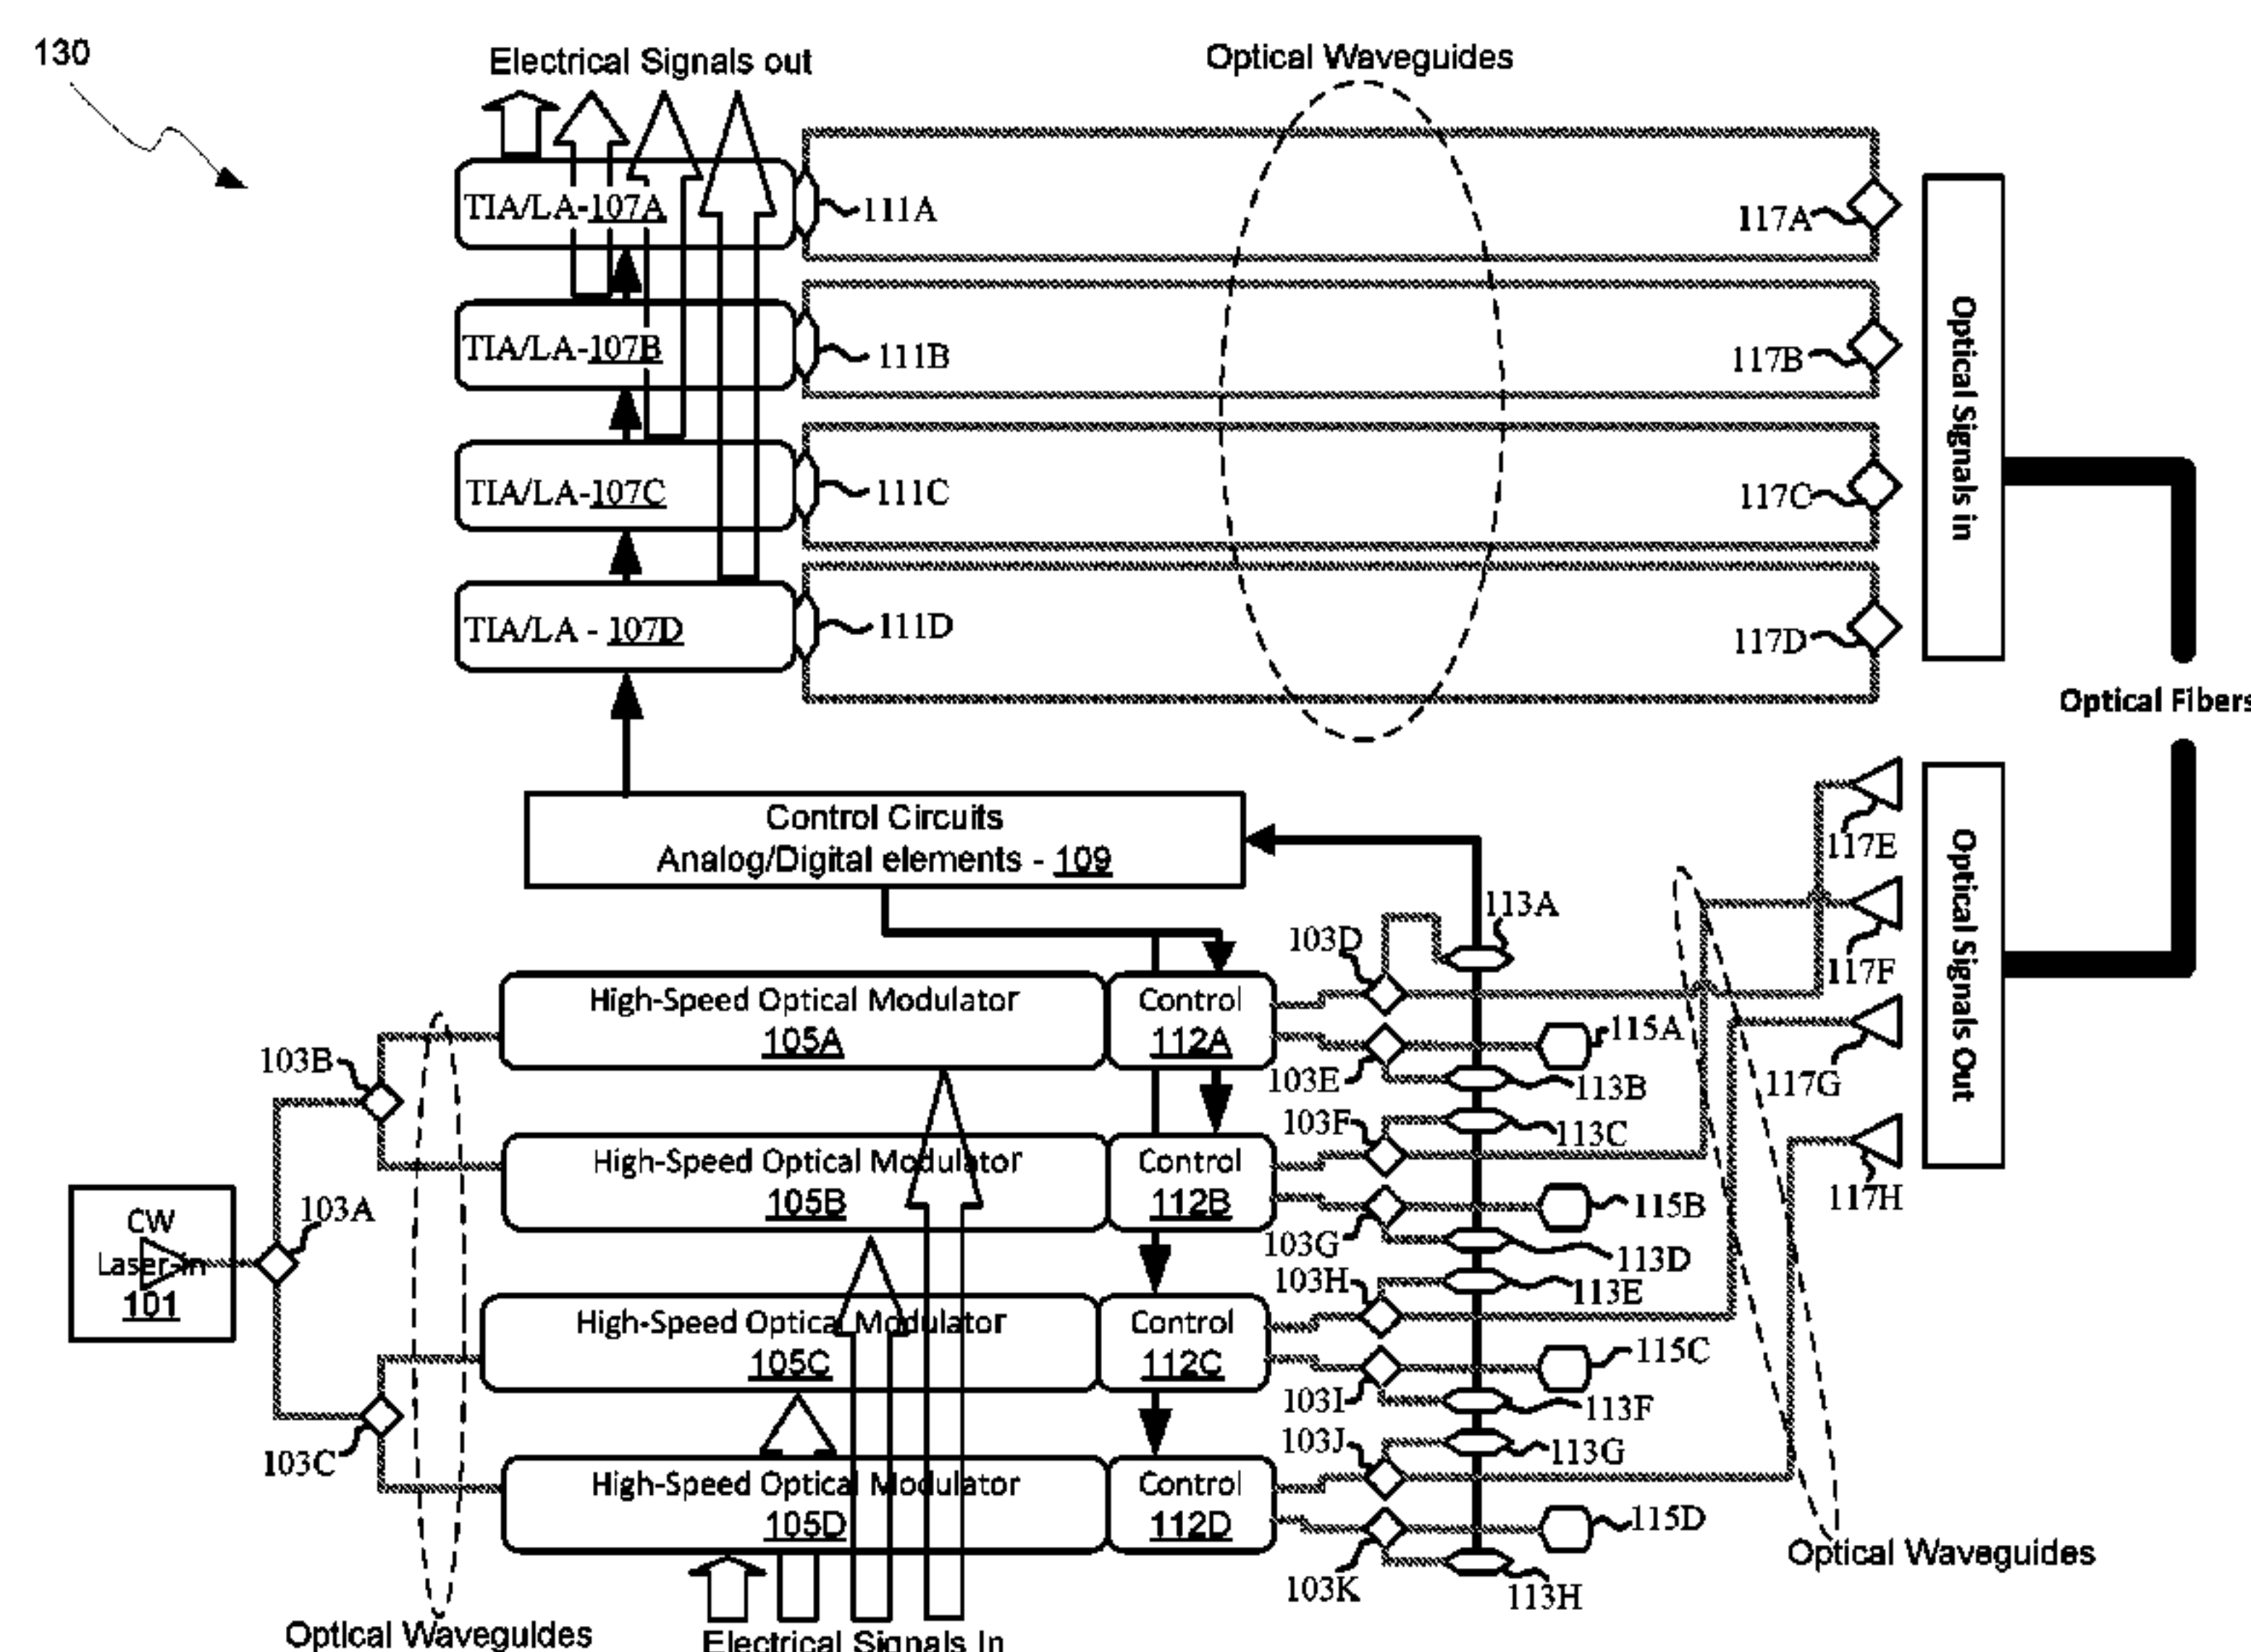 130
Electrical Signals out
Optical Waveguides
TIA/LA-107A
111A
117A
TIA/LA-107B
111B
117B
TIA/LA-107C
111C
117C
TIA/LA - 107D
111D
117D
Optical Signals in
Optical Fibers
Control Circuits
Analog/Digital elements - 109
117E
117F
117G
117H
Optical Signals Out
113A
103D
High-Speed Optical Modulator
105A
Control
112A
115A
103B
103E
113B
103F
113C
High-Speed Optical Modulator
105B
Control
112B
115B
103A
CW
Laser-in
101
103G
113D
103H
113E
High-Speed Optical Modulator
105C
Control
112C
115C
103I
113F
103C
103J
113G
High-Speed Optical Modulator
105D
Control
112D
115D
103K
113H
Optical Waveguides
Optical Waveguides
Electrical Signals In